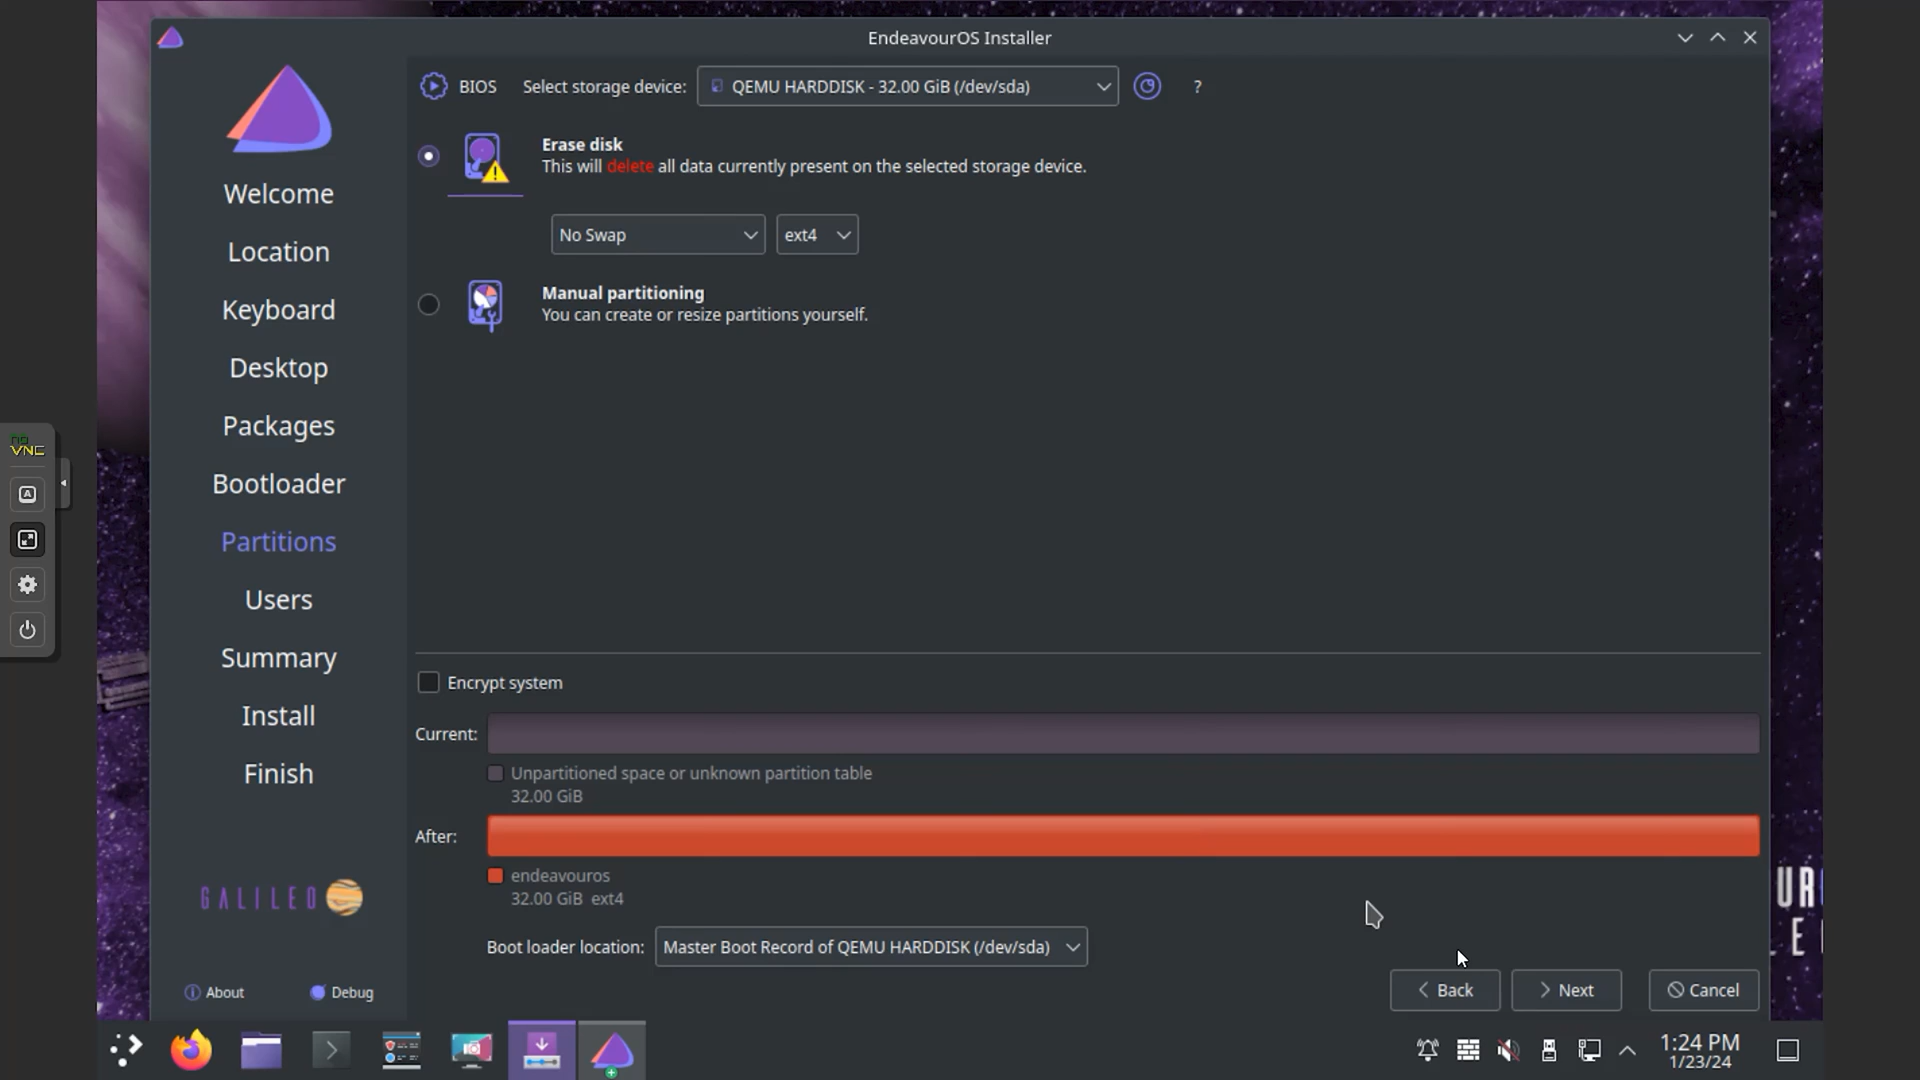 EndeavourOS Installer
BIOS
Select storage device:
QEMU HARDDISK - 32.00 GiB (/dev/sda)
?
Erase disk
This will delete all data currently present on the selected storage device.
No Swap
ext4
Manual partitioning
You can create or resize partitions yourself.
Welcome
Location
Keyboard
Desktop
Packages
Bootloader
Partitions
Users
Summary
Install
Finish
GALILEO
About
Debug
Encrypt system
Current:
Unpartitioned space or unknown partition table
32.00 GiB
After:
endeavouros
32.00 GiB ext4
Boot loader location:
Master Boot Record of QEMU HARDDISK (/dev/sda)
Back
Next
Cancel
no
VNC
A
UR
LE
1:24 PM
1/23/24